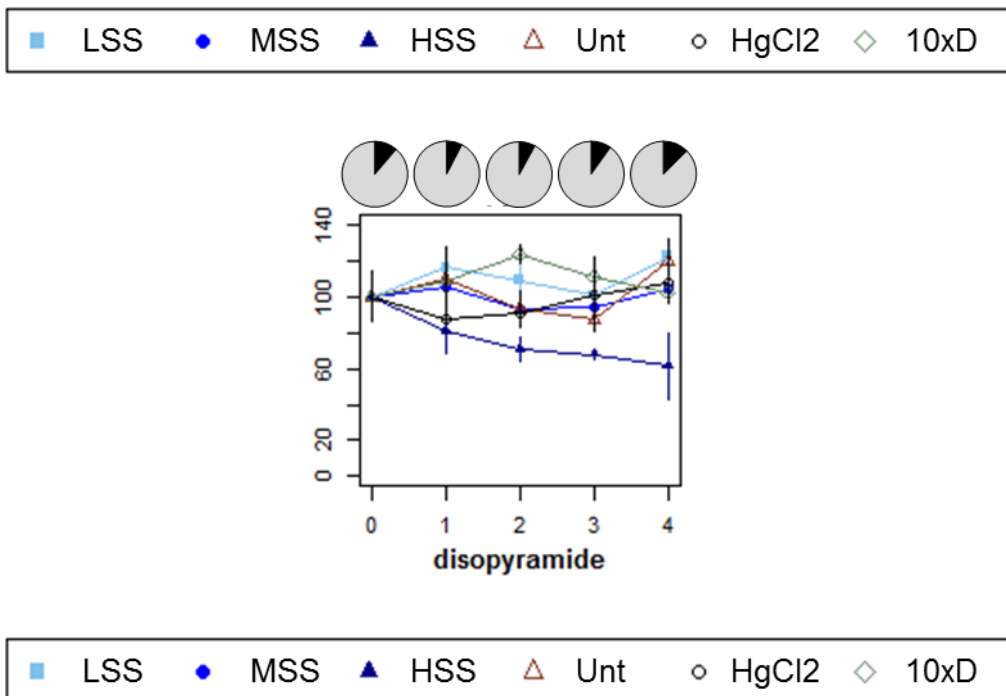 LSS MSS HSS Unt HgCl2 10xD
140
100
60
20
0
0 1 2 3 4
disopyramide
LSS MSS HSS Unt HgCl2 10xD